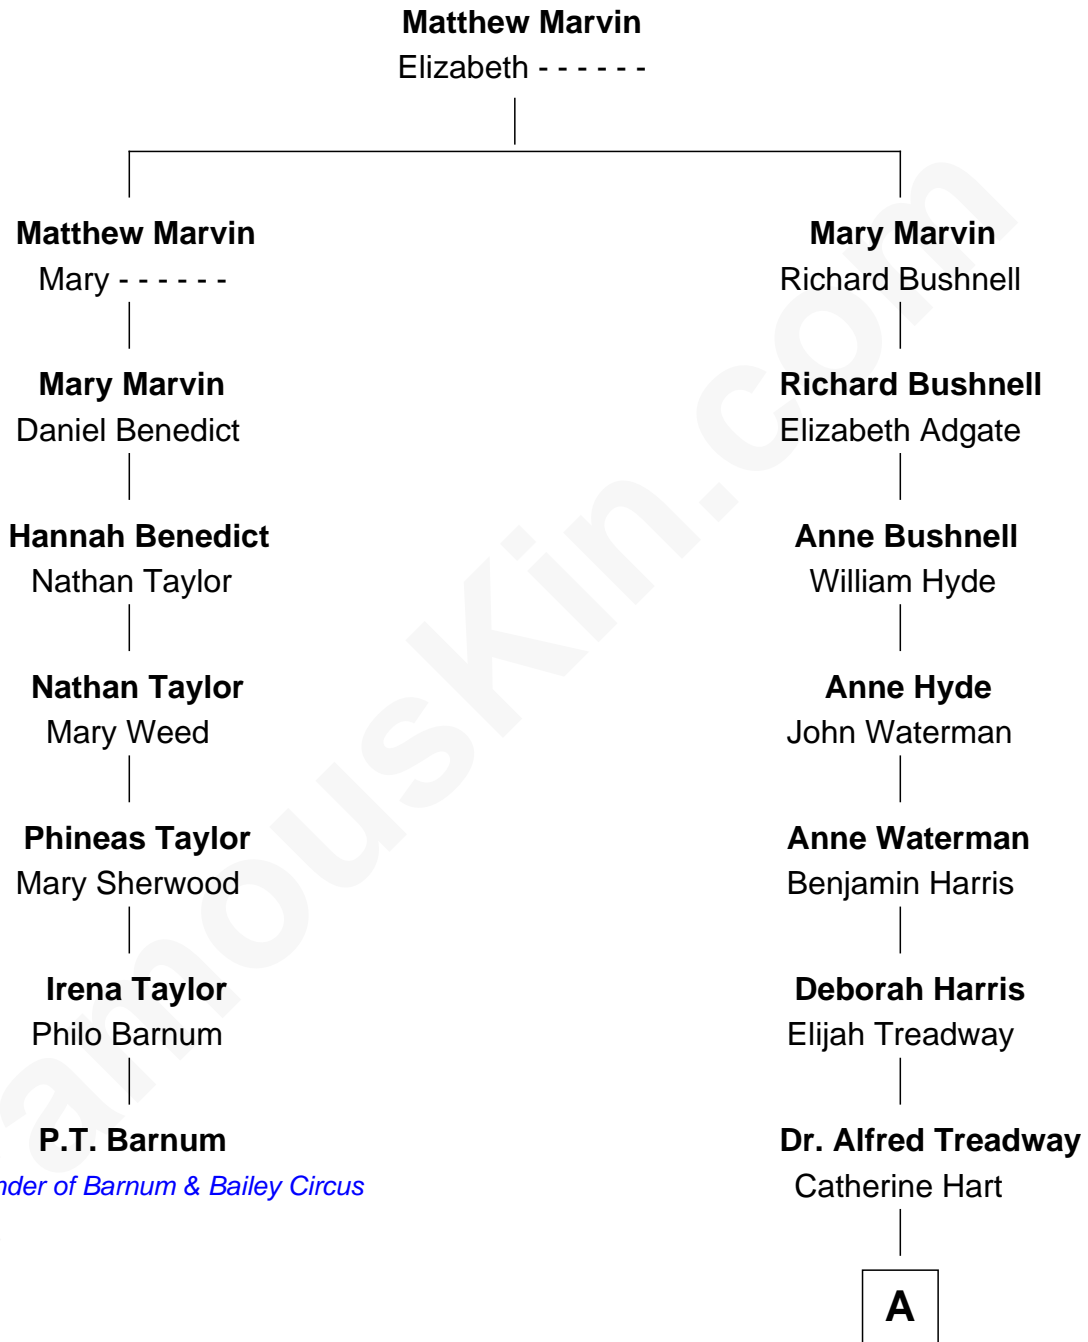 Matthew Marvin
Elizabeth - - - - - -
Matthew Marvin
Mary - - - - - -
Mary Marvin
Richard Bushnell
Mary Marvin
Daniel Benedict
Richard Bushnell
Elizabeth Adgate
Hannah Benedict
Nathan Taylor
Anne Bushnell
William Hyde
Nathan Taylor
Mary Weed
Anne Hyde
John Waterman
Phineas Taylor
Mary Sherwood
Anne Waterman
Benjamin Harris
Irena Taylor
Philo Barnum
Deborah Harris
Elijah Treadway
P.T. Barnum
nder of Barnum & Bailey Circus
Dr. Alfred Treadway
Catherine Hart
A
amouskin.com